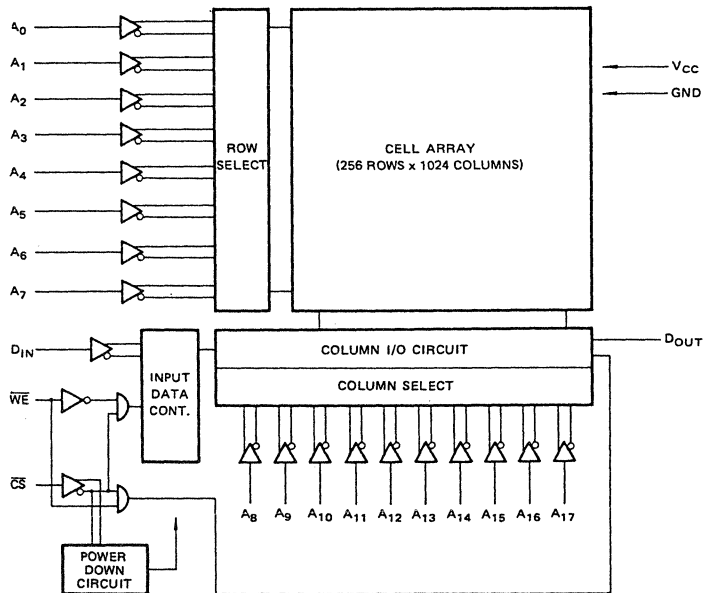 A0
A1
A2
A3
A4
A5
A6
A7
ROW
SELECT
CELL ARRAY
(256 ROWS x 1024 COLUMNS)
VCC
GND
DIN
WE
CS
INPUT
DATA
CONT.
COLUMN I/O CIRCUIT
COLUMN SELECT
DOUT
A8 A9 A10 A11 A12 A13 A14 A15 A16 A17
POWER
DOWN
CIRCUIT